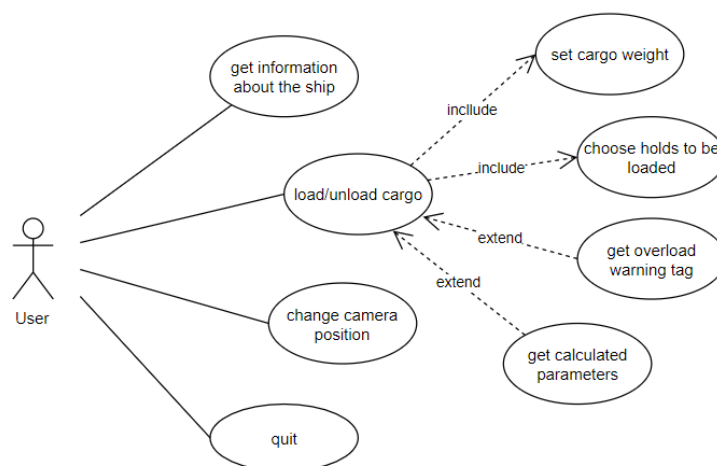 get information
about the ship
set cargo weight
incllude
choose holds to be
loaded
include
load/unload cargo
extend
get overload
warning tag
extend
User
change camera
position
get calculated
parameters
quit